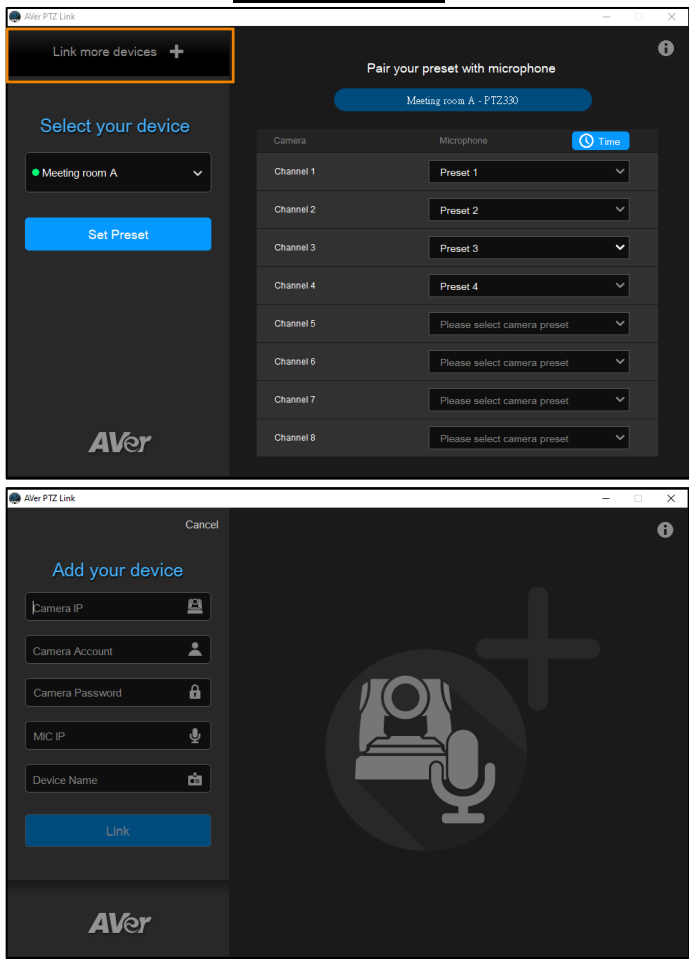 AVer PTZ Link
Link more devices
Pair your preset with microphone
Meeting room A - PTZ330
Select your device
Camera Microphone Time
Meeting room A
Channel 1 Preset 1
Channel 2 Preset 2
Set Preset
Channel 3 Preset 3
Channel 4 Preset 4
Channel 5 Please select camera preset
Channel 6 Please select camera preset
Channel 7 Please select camera preset
Channel 8 Please select camera preset
AVer
AVer PTZ Link
Cancel
Add your device
Camera IP
Camera Account
Camera Password
MIC IP
Device Name
Link
AVer